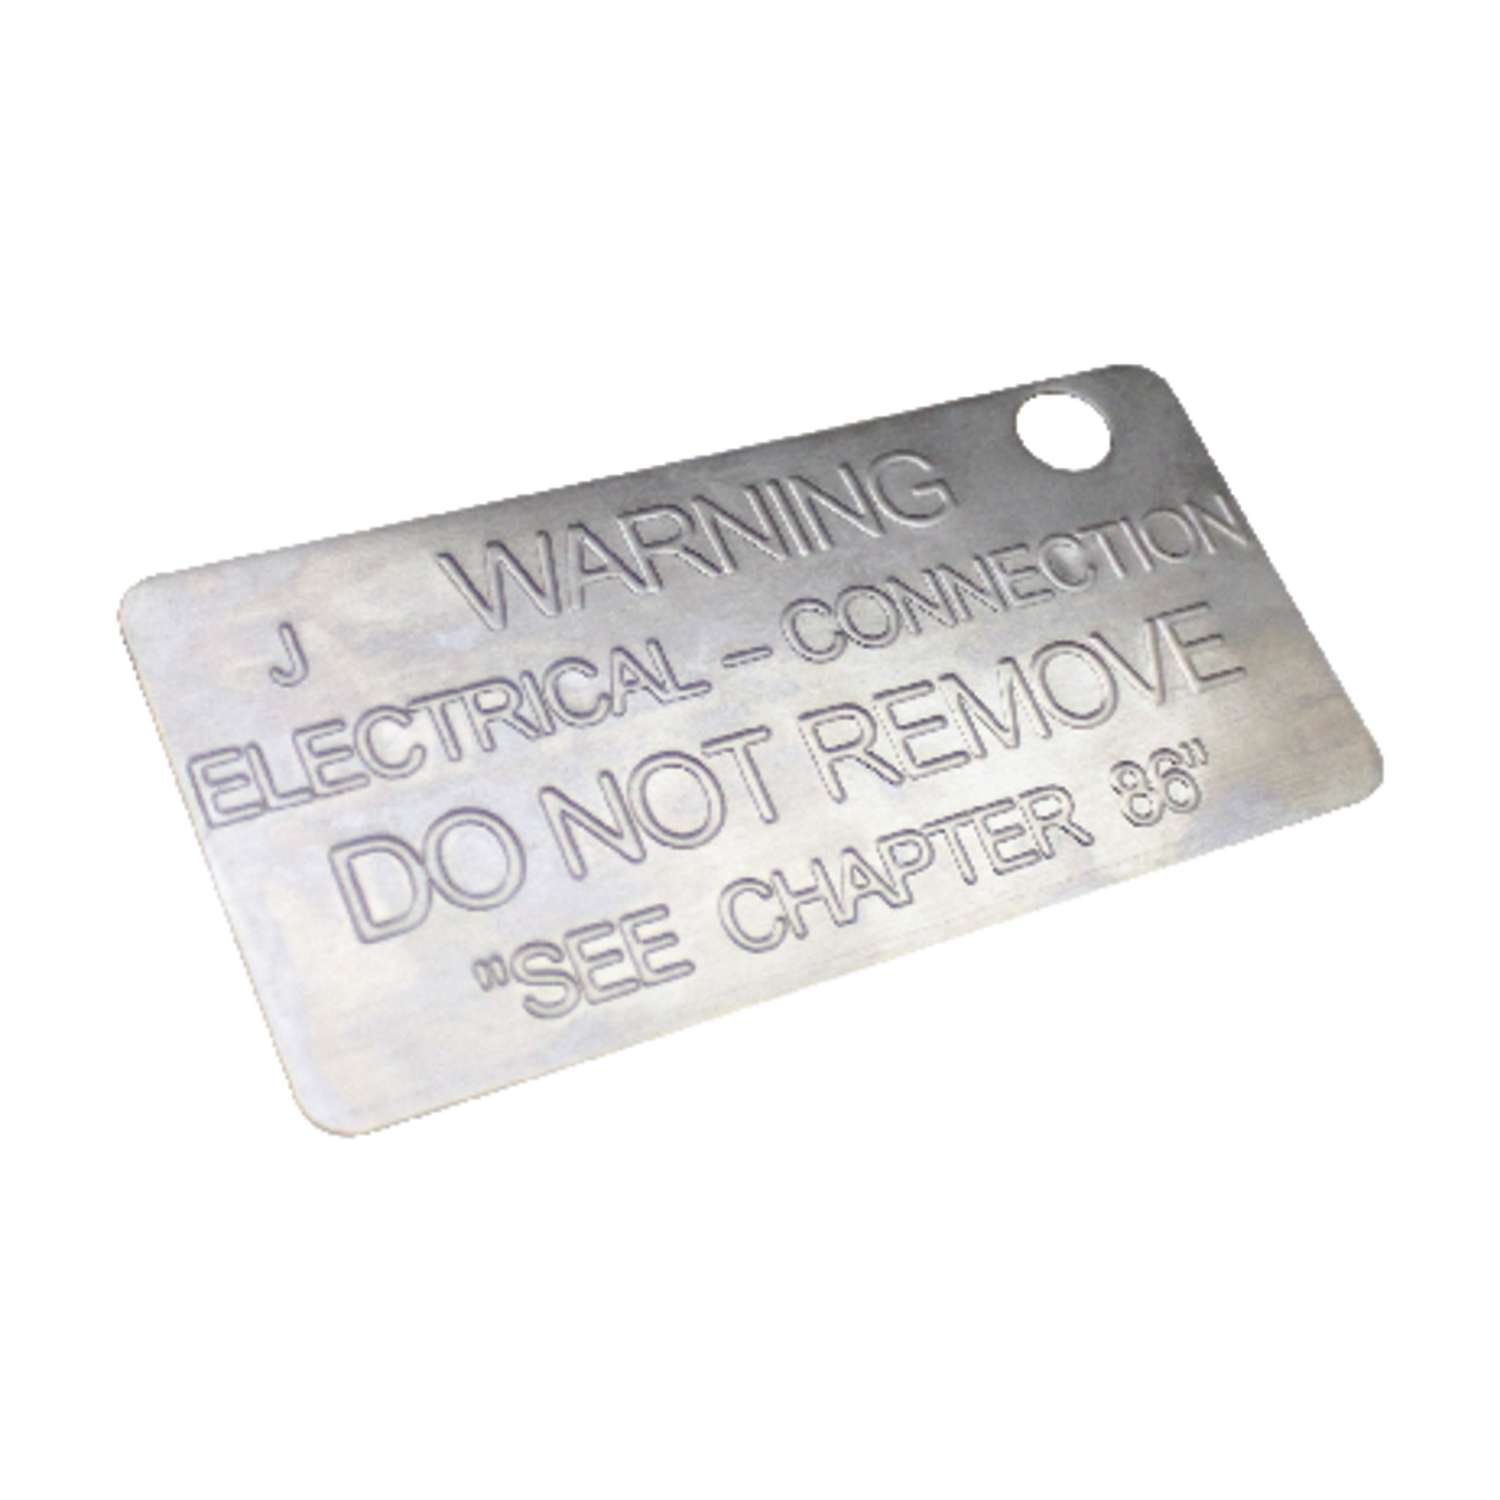 WARNING
J
ELECTRICAL – CONNECTION
DO NOT REMOVE
"SEE CHAPTER 86"